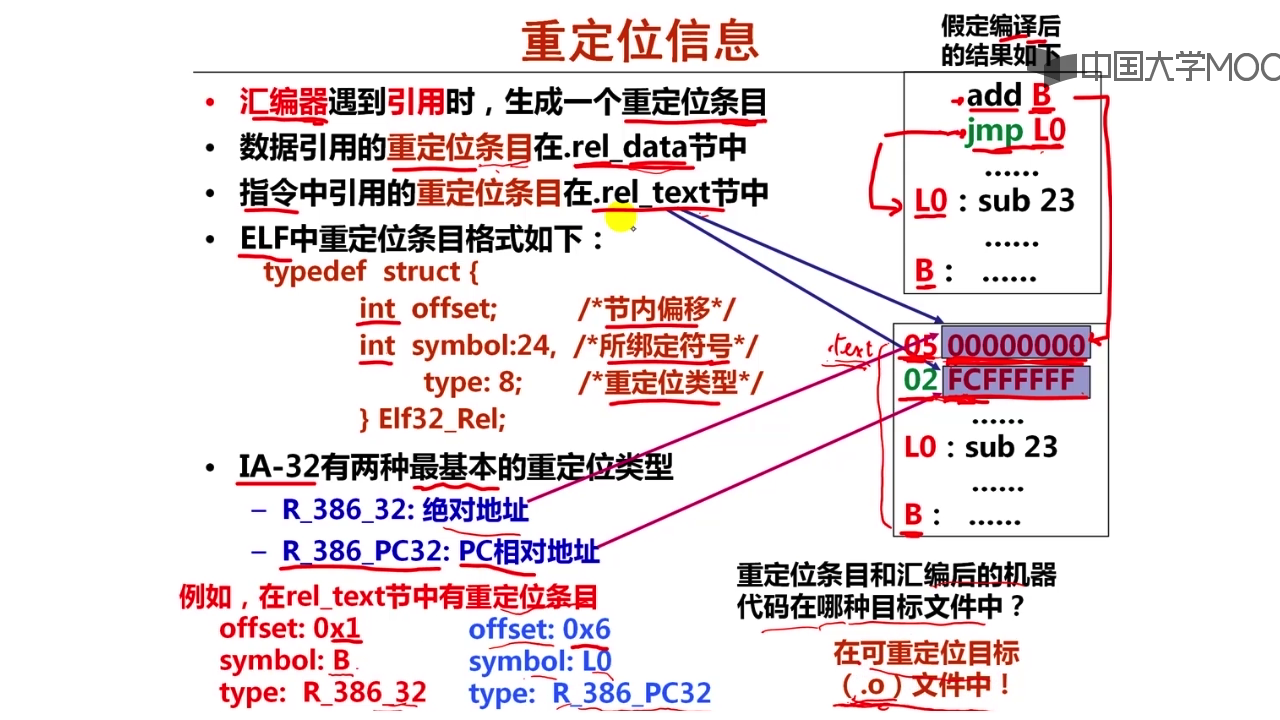 重定位信息
假定编译后
的结果如下
中国大学MOO
• 汇编器遇到引用时，生成一个重定位条目
• 数据引用的重定位条目在.rel_data节中
• 指令中引用的重定位条目在.rel_text节中
• ELF中重定位条目格式如下：
typedef struct {
int offset; /*节内偏移*/
int symbol:24, /*所绑定符号*/
type: 8; /*重定位类型*/
} Elf32_Rel;
• IA-32有两种最基本的重定位类型
– R_386_32: 绝对地址
– R_386_PC32: PC相对地址
例如，在rel_text节中有重定位条目
offset: 0x1 offset: 0x6
symbol: B symbol: L0
type: R_386_32 type: R_386_PC32
add B
jmp L0
……
L0：sub 23
……
B： ……
.text
05 00000000
02 FCFFFFFF
……
L0：sub 23
……
B： ……
重定位条目和汇编后的机器
代码在哪种目标文件中？
在可重定位目标
（.o）文件中！